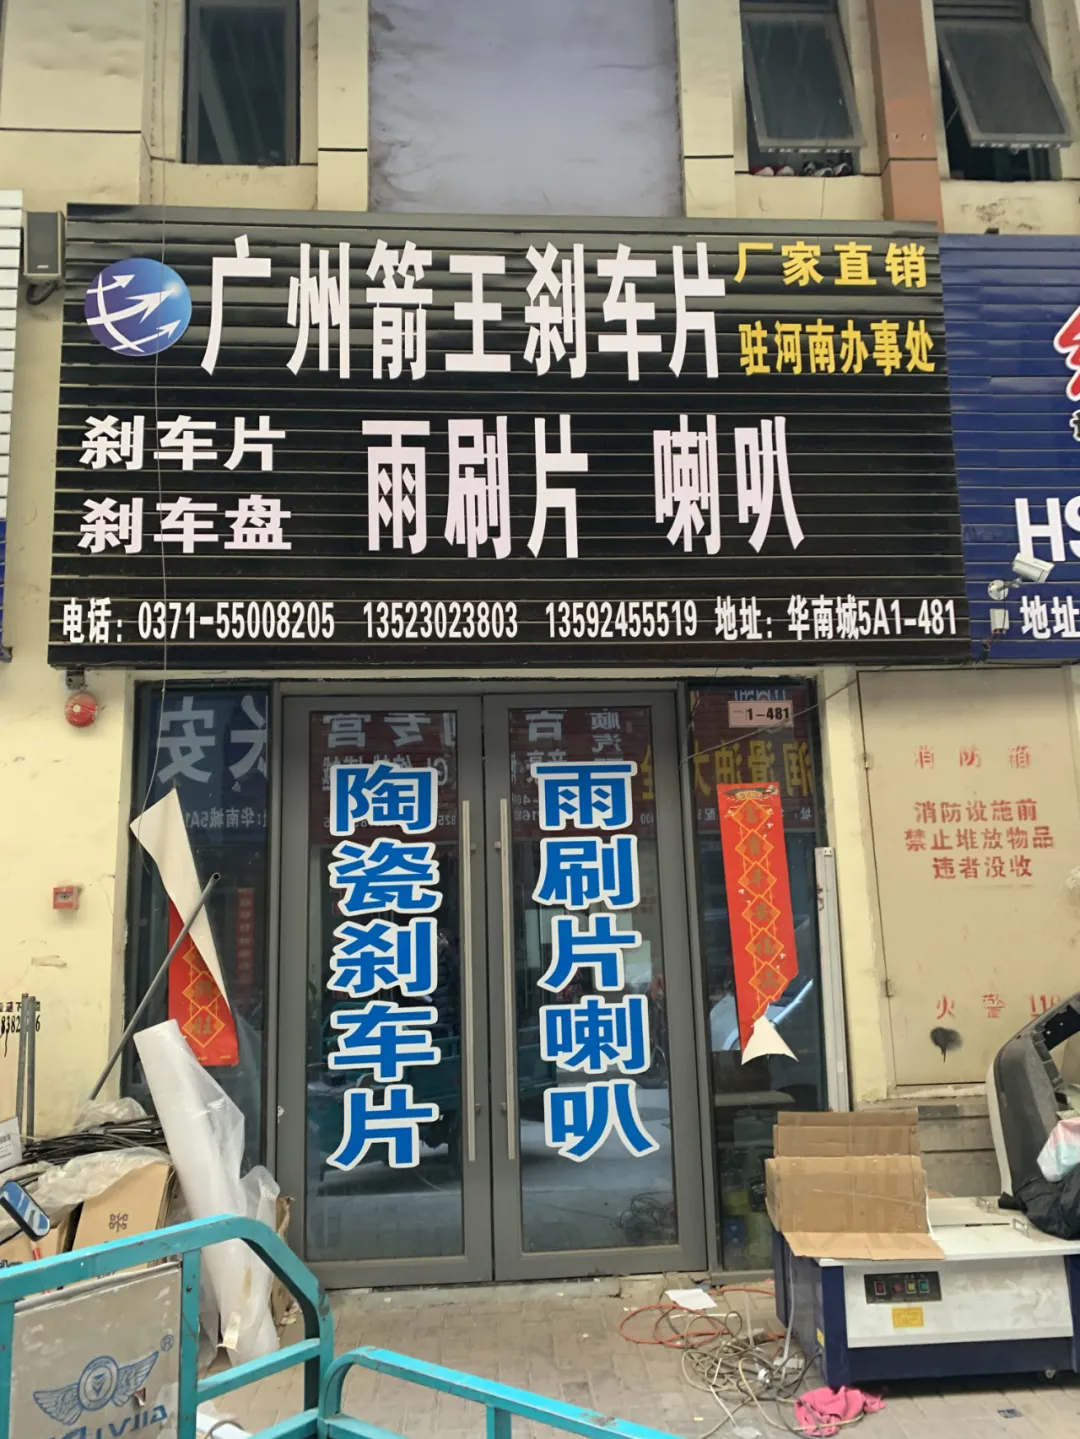 广州箭王刹车片
厂家直销
驻河南办事处
刹车片
刹车盘
雨刷片 喇叭
电话：0371-55008205 13523023803 13592455519 地址：华南城5A1-481
HS
地址
1-481
陶瓷刹车片
雨刷片喇叭
消防箱
消防设施前
禁止堆放物品
违者没收
火警 119